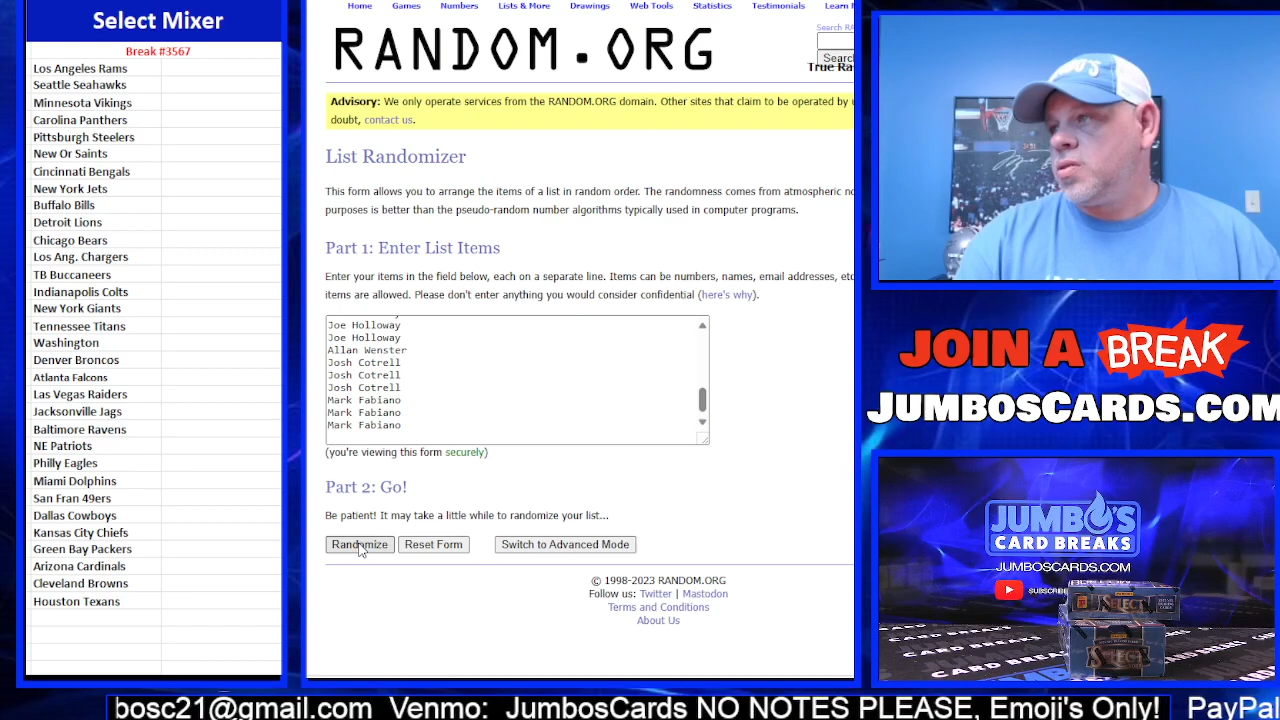 Select Mixer
Break #3567
Los Angeles Rams
Seattle Seahawks
Minnesota Vikings
Carolina Panthers
Pittsburgh Steelers
New Or Saints
Cincinnati Bengals
New York Jets
Buffalo Bills
Detroit Lions
Chicago Bears
Los Ang. Chargers
TB Buccaneers
Indianapolis Colts
New York Giants
Tennessee Titans
Washington
Denver Broncos
Atlanta Falcons
Las Vegas Raiders
Jacksonville Jags
Baltimore Ravens
NE Patriots
Philly Eagles
Miami Dolphins
San Fran 49ers
Dallas Cowboys
Kansas City Chiefs
Green Bay Packers
Arizona Cardinals
Cleveland Browns
Houston Texans
Home Games Numbers Lists & More Drawings Web Tools Statistics Testimonials Learn M
RANDOM.ORG
Search RA
Searc
True Ra
Advisory: We only operate services from the RANDOM.ORG domain. Other sites that claim to be operated by u
doubt, contact us.
List Randomizer
This form allows you to arrange the items of a list in random order. The randomness comes from atmospheric no
purposes is better than the pseudo-random number algorithms typically used in computer programs.
Part 1: Enter List Items
Enter your items in the field below, each on a separate line. Items can be numbers, names, email addresses, etc
items are allowed. Please don't enter anything you would consider confidential (here's why).
Joe Holloway
Joe Holloway
Allan Wenster
Josh Cotrell
Josh Cotrell
Josh Cotrell
Mark Fabiano
Mark Fabiano
Mark Fabiano
(you're viewing this form securely)
Part 2: Go!
Be patient! It may take a little while to randomize your list...
Randomize Reset Form Switch to Advanced Mode
© 1998-2023 RANDOM.ORG
Follow us: Twitter | Mastodon
Terms and Conditions
About Us
JOIN A BREAK
JUMBOSCARDS.COM
JUMBO'S
CARD BREAKS
JUMBOSCARDS.COM
SUBSCRIBE
SELECT
SELECT
bosc21@gmail.com Venmo: JumbosCards NO NOTES PLEASE, Emoji's Only! PayPa